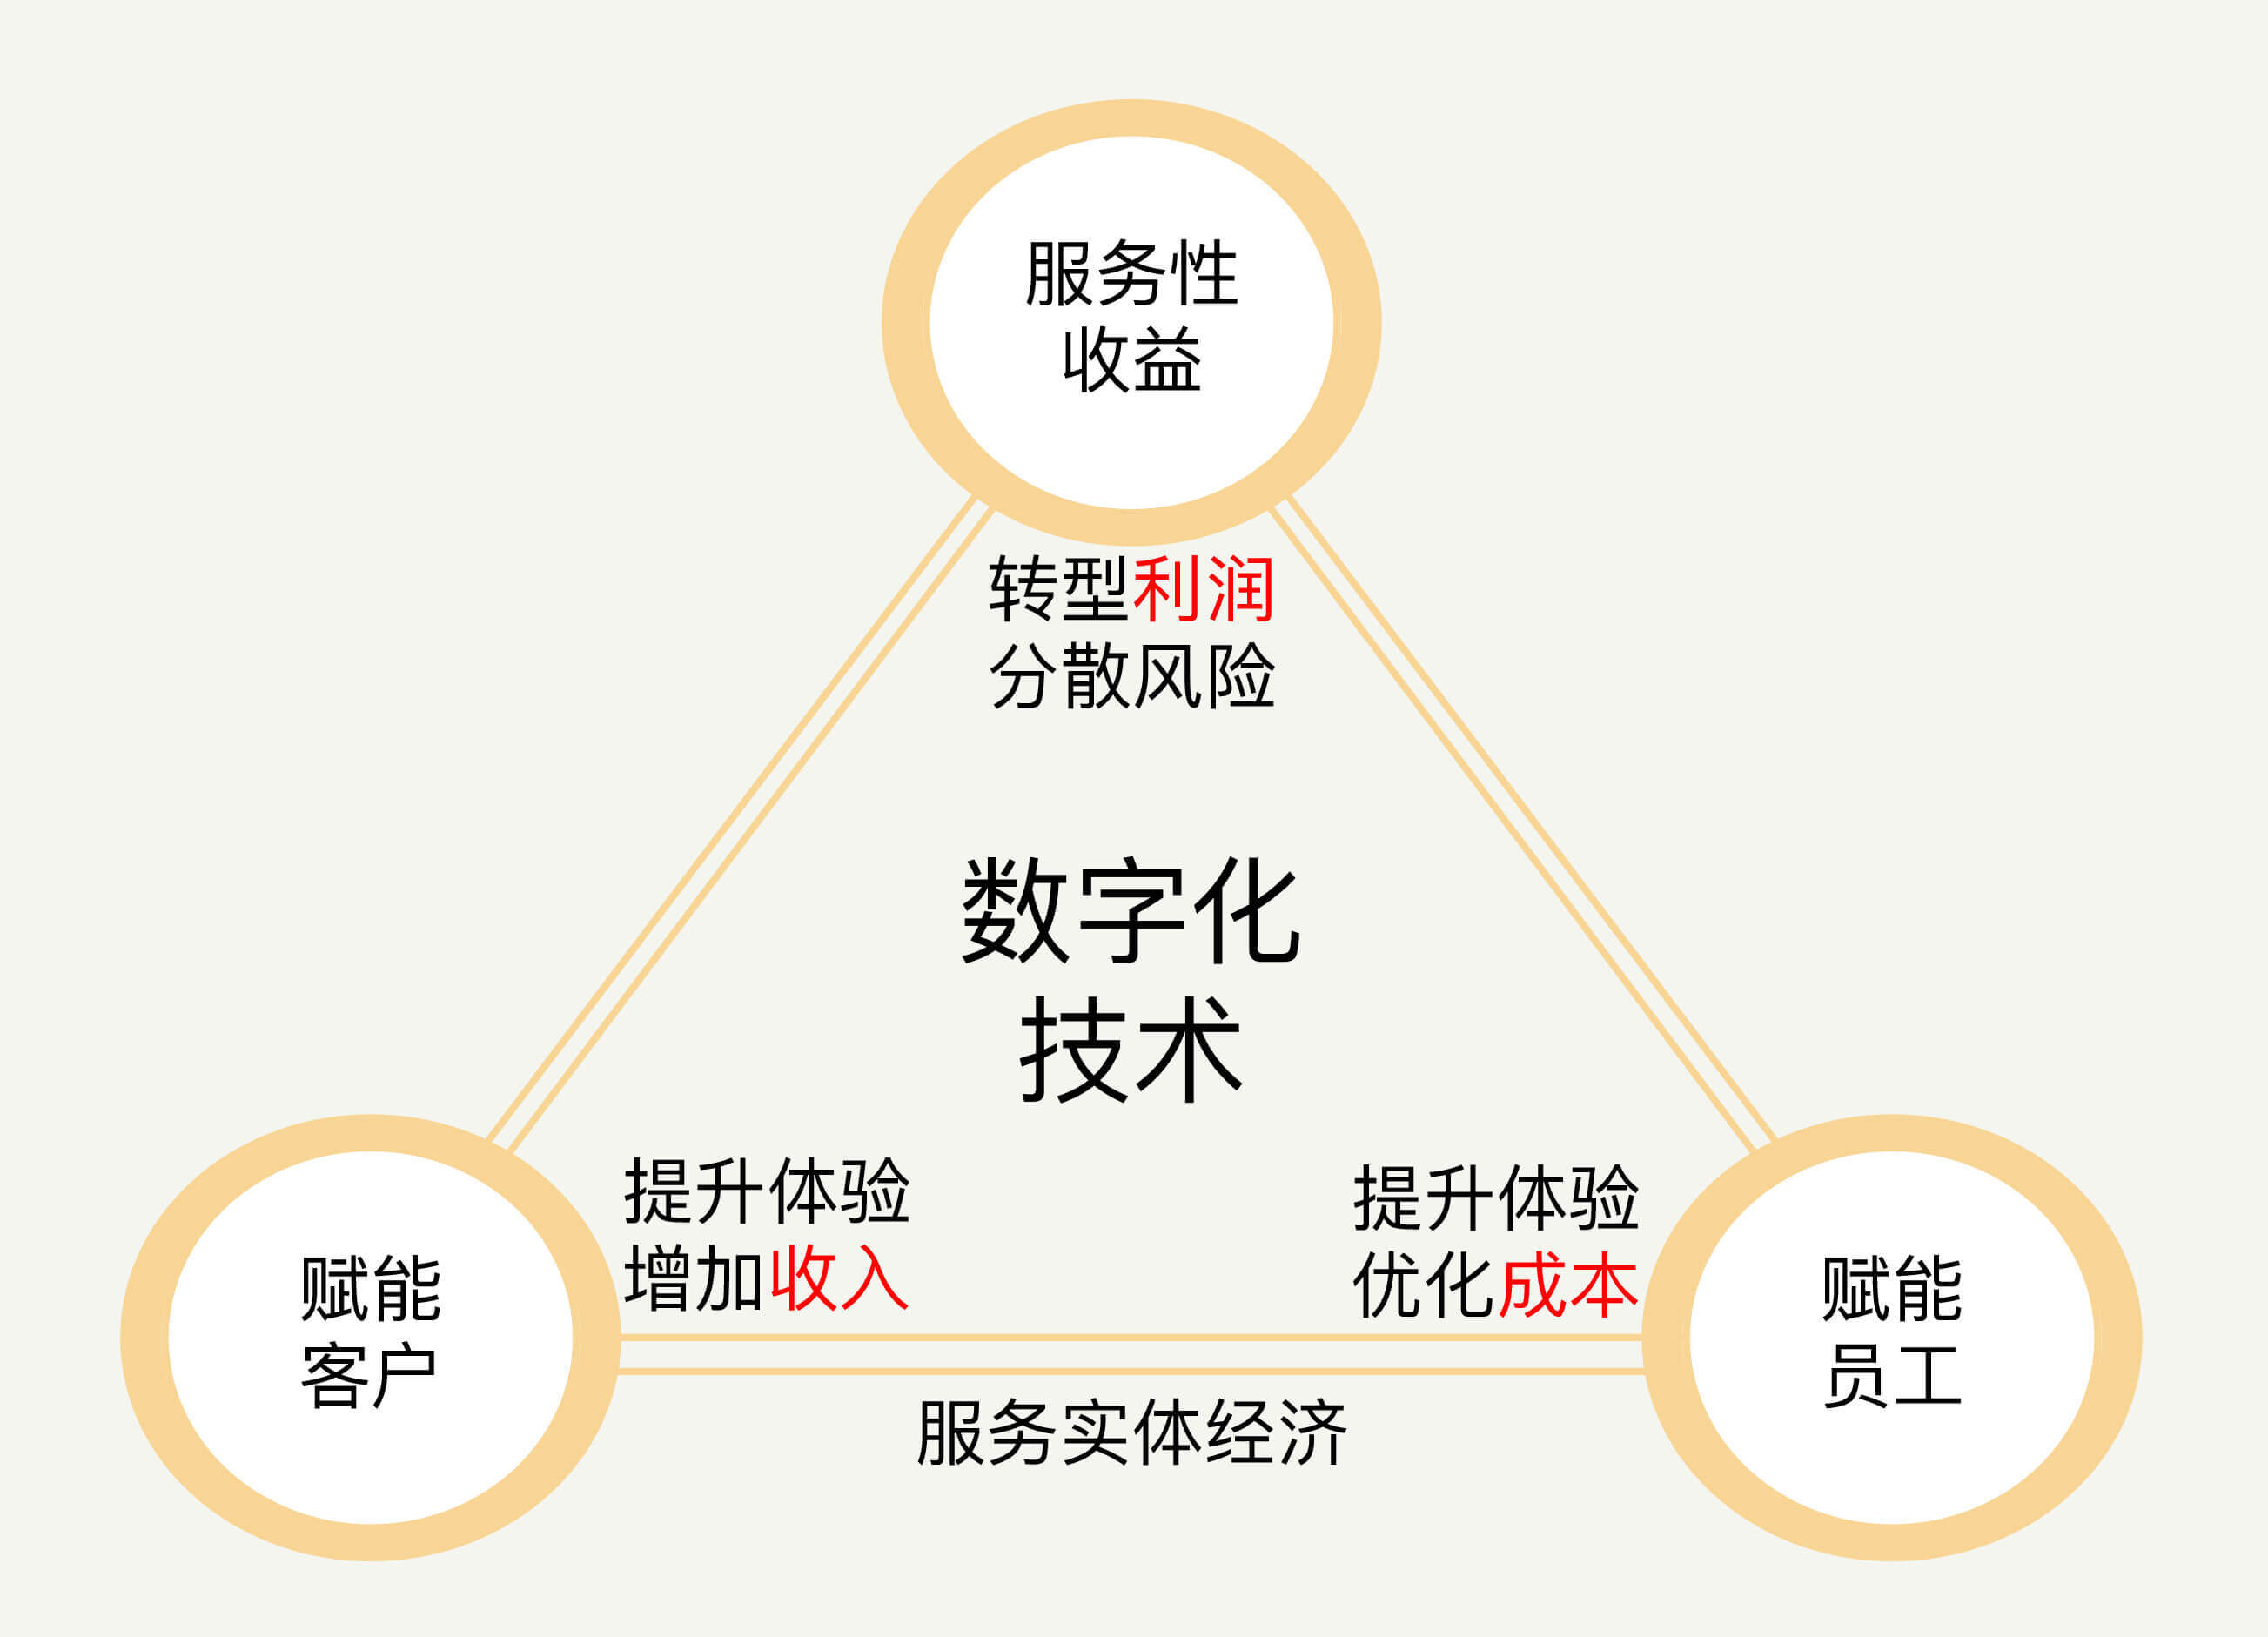 服务性
收益
转型利润
分散风险
数字化
技术
提升体验
增加收入
提升体验
优化成本
赋能
客户
赋能
员工
服务实体经济